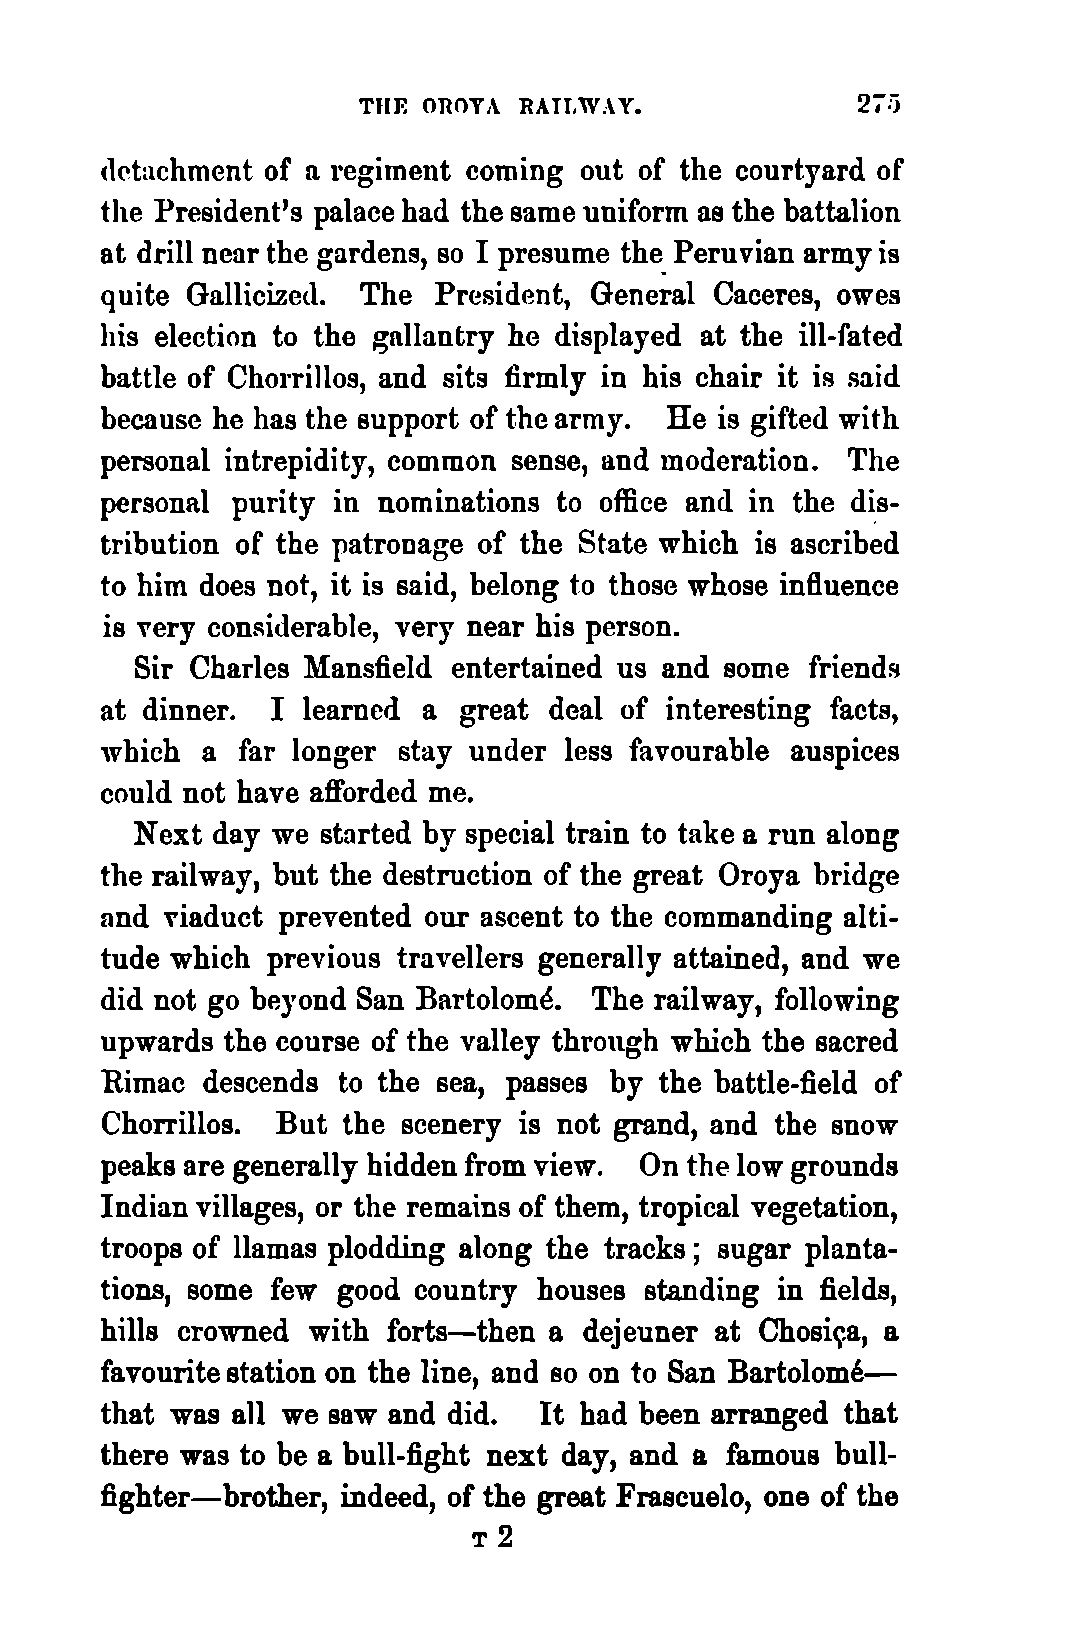 THE OROYA RAILWAY. 275
detachment of a regiment coming out of the courtyard of
the President's palace had the same uniform as the battalion
at drill near the gardens, so I presume the Peruvian army is
quite Gallicized. The President, General Caceres, owes
his election to the gallantry he displayed at the ill-fated
battle of Chorrillos, and sits firmly in his chair it is said
because he has the support of the army. He is gifted with
personal intrepidity, common sense, and moderation. The
personal purity in nominations to office and in the dis-
tribution of the patronage of the State which is ascribed
to him does not, it is said, belong to those whose influence
is very considerable, very near his person.
Sir Charles Mansfield entertained us and some friends
at dinner. I learned a great deal of interesting facts,
which a far longer stay under less favourable auspices
could not have afforded me.
Next day we started by special train to take a run along
the railway, but the destruction of the great Oroya bridge
and viaduct prevented our ascent to the commanding alti-
tude which previous travellers generally attained, and we
did not go beyond San Bartolomé. The railway, following
upwards the course of the valley through which the sacred
Rimac descends to the sea, passes by the battle-field of
Chorrillos. But the scenery is not grand, and the snow
peaks are generally hidden from view. On the low grounds
Indian villages, or the remains of them, tropical vegetation,
troops of llamas plodding along the tracks; sugar planta-
tions, some few good country houses standing in fields,
hills crowned with forts—then a dejeuner at Chosiça, a
favourite station on the line, and so on to San Bartolomé—
that was all we saw and did. It had been arranged that
there was to be a bull-fight next day, and a famous bull-
fighter—brother, indeed, of the great Frascuelo, one of the
T 2